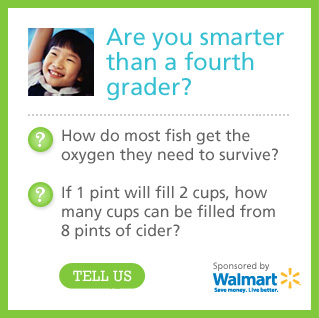 Are you smarter
than a fourth
grader?
?
How do most fish get the
oxygen they need to survive?
?
If 1 pint will fill 2 cups, how
many cups can be filled from
8 pints of cider?
TELL US
Sponsored by
Walmart
Save money. Live better.